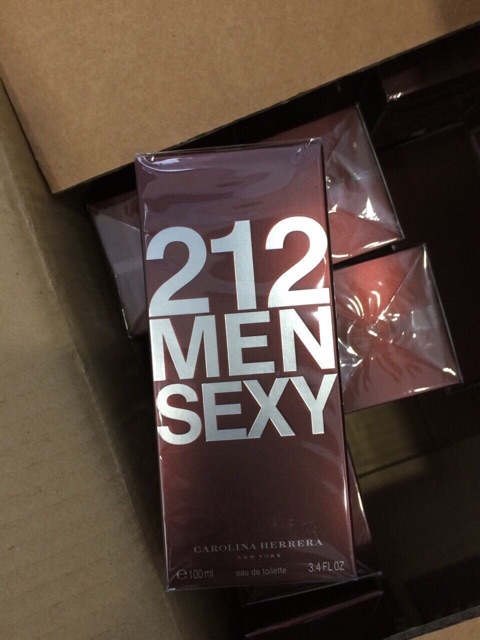 212
MEN
SEXY
CAROLINA HERRERA
NEW YORK
℮100ml eau de toilette 3.4 FL OZ